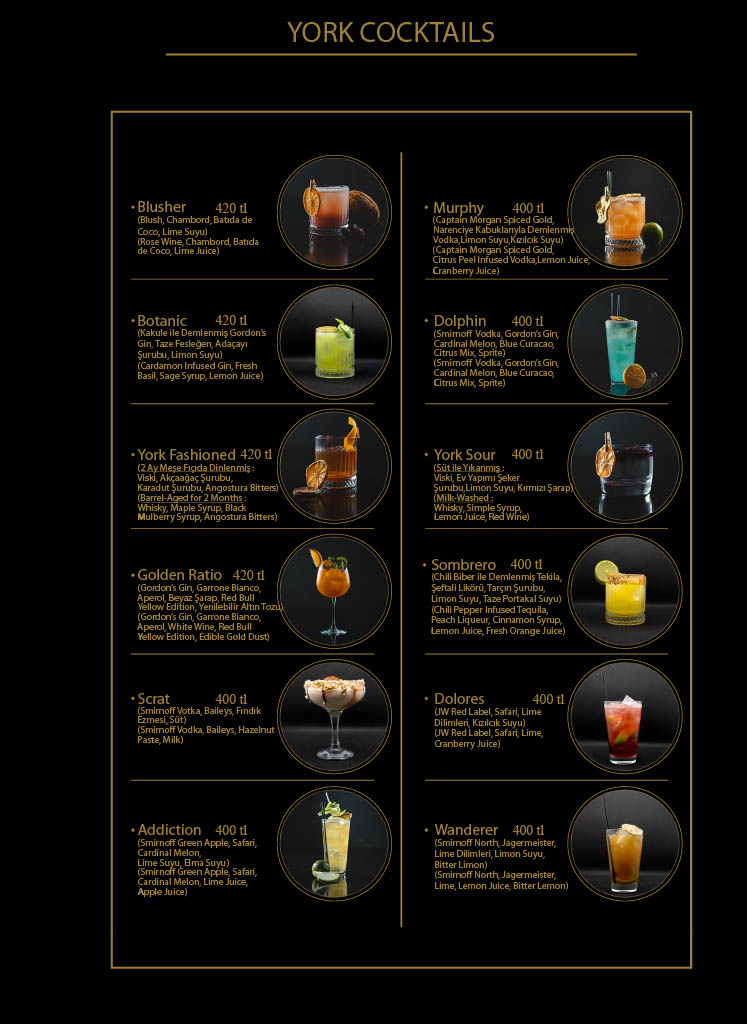 YORK COCKTAILS
• Blusher 420 tl
(Blush, Chambord, Batıda de
Coco, Lime Suyu)
(Rose Wine, Chambord, Batıda
de Coco, Lime Juice)
• Botanic 420 tl
(Kakule ile Demlenmiş Gordon's
Gin, Taze Fesleğen, Adaçayı
Şurubu, Limon Suyu)
(Cardamon Infused Gin, Fresh
Basil, Sage Syrup, Lemon Juice)
• York Fashioned 420 tl
(2 Ay Meşe Fıçıda Dinlenmiş :
Viski, Akçaağaç Şurubu,
Karadut Şurubu, Angostura Bitters)
(Barrel-Aged for 2 Months :
Whisky, Maple Syrup, Black
Mulberry Syrup, Angostura Bitters)
• Golden Ratio 420 tl
(Gordon's Gin, Garrone Bianco,
Aperol, Beyaz Şarap, Red Bull
Yellow Edition, Yenilebilir Altın Tozu)
(Gordon's Gin, Garrone Bianco,
Aperol, White Wine, Red Bull
Yellow Edition, Edible Gold Dust)
• Scrat 400 tl
(Smirnoff Votka, Baileys, Fındık
Ezmesi, Süt)
(Smirnoff Vodka, Baileys, Hazelnut
Paste, Milk)
• Addiction 400 tl
(Smirnoff Green Apple, Safari,
Cardinal Melon,
Lime Suyu, Elma Suyu)
(Smirnoff Green Apple, Safari,
Cardinal Melon, Lime Juice,
Apple Juice)
• Murphy 400 tl
(Captain Morgan Spiced Gold,
Narenciye Kabuklarıyla Demlenmiş
Vodka,Limon Suyu,Kızılcık Suyu)
(Captain Morgan Spiced Gold,
Citrus Peel Infused Vodka,Lemon Juice,
Cranberry Juice)
• Dolphin 400 tl
(Smirnoff Vodka, Gordon's Gin,
Cardinal Melon, Blue Curacao,
Citrus Mix, Sprite)
(Smirnoff Vodka, Gordon's Gin,
Cardinal Melon, Blue Curacao,
Citrus Mix, Sprite)
• York Sour 400 tl
(Süt ile Yıkanmış :
Viski, Ev Yapımı Şeker
Şurubu,Limon Suyu, Kırmızı Şarap)
(Milk-Washed :
Whisky, Simple Syrup,
Lemon Juice, Red Wine)
• Sombrero 400 tl
(Chili Biber ile Demlenmiş Tekila,
Şeftali Likörü, Tarçın Şurubu,
Limon Suyu, Taze Portakal Suyu)
(Chili Pepper Infused Tequila,
Peach Liqueur, Cinnamon Syrup,
Lemon Juice, Fresh Orange Juice)
• Dolores 400 tl
(JW Red Label, Safari, Lime
Dilimleri, Kızılcık Suyu)
(JW Red Label, Safari, Lime,
Cranberry Juice)
• Wanderer 400 tl
(Smirnoff North, Jagermeister,
Lime Dilimleri, Limon Suyu,
Bitter Limon)
(Smirnoff North, Jagermeister,
Lime, Lemon Juice, Bitter Lemon)